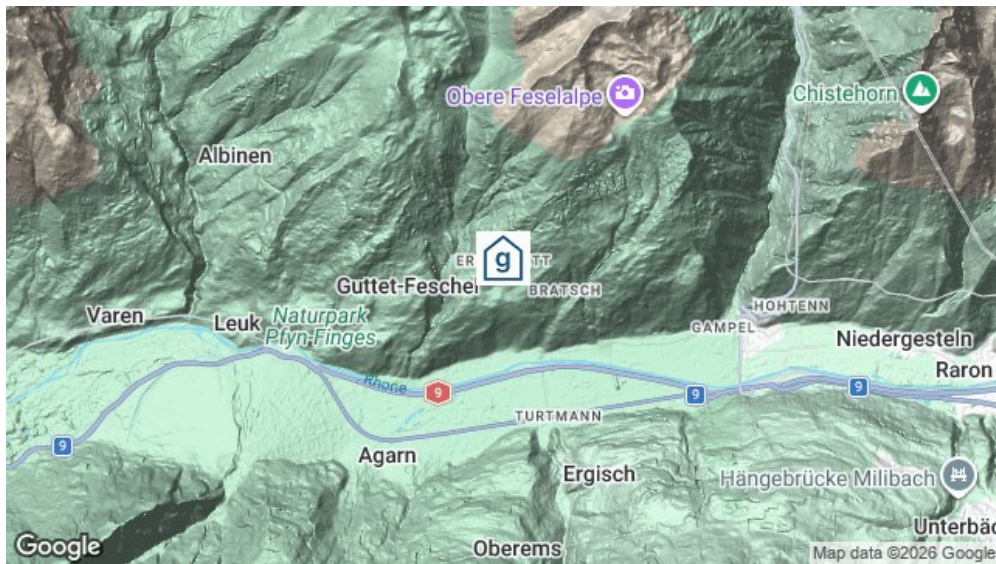 Obere Feselalpe
Chistehorn
Albinen
g
Guttet-Feschel
BRATSCH
HOHTENN
Varen
Leuk
Naturpark
Pfyn-Finges
GAMPEL
Niedergesteln
Raron
Rhone
9
9
9
9
TURTMANN
Agarn
Ergisch
Hängebrücke Milibach
Oberems
Google
Map data ©2026 Google